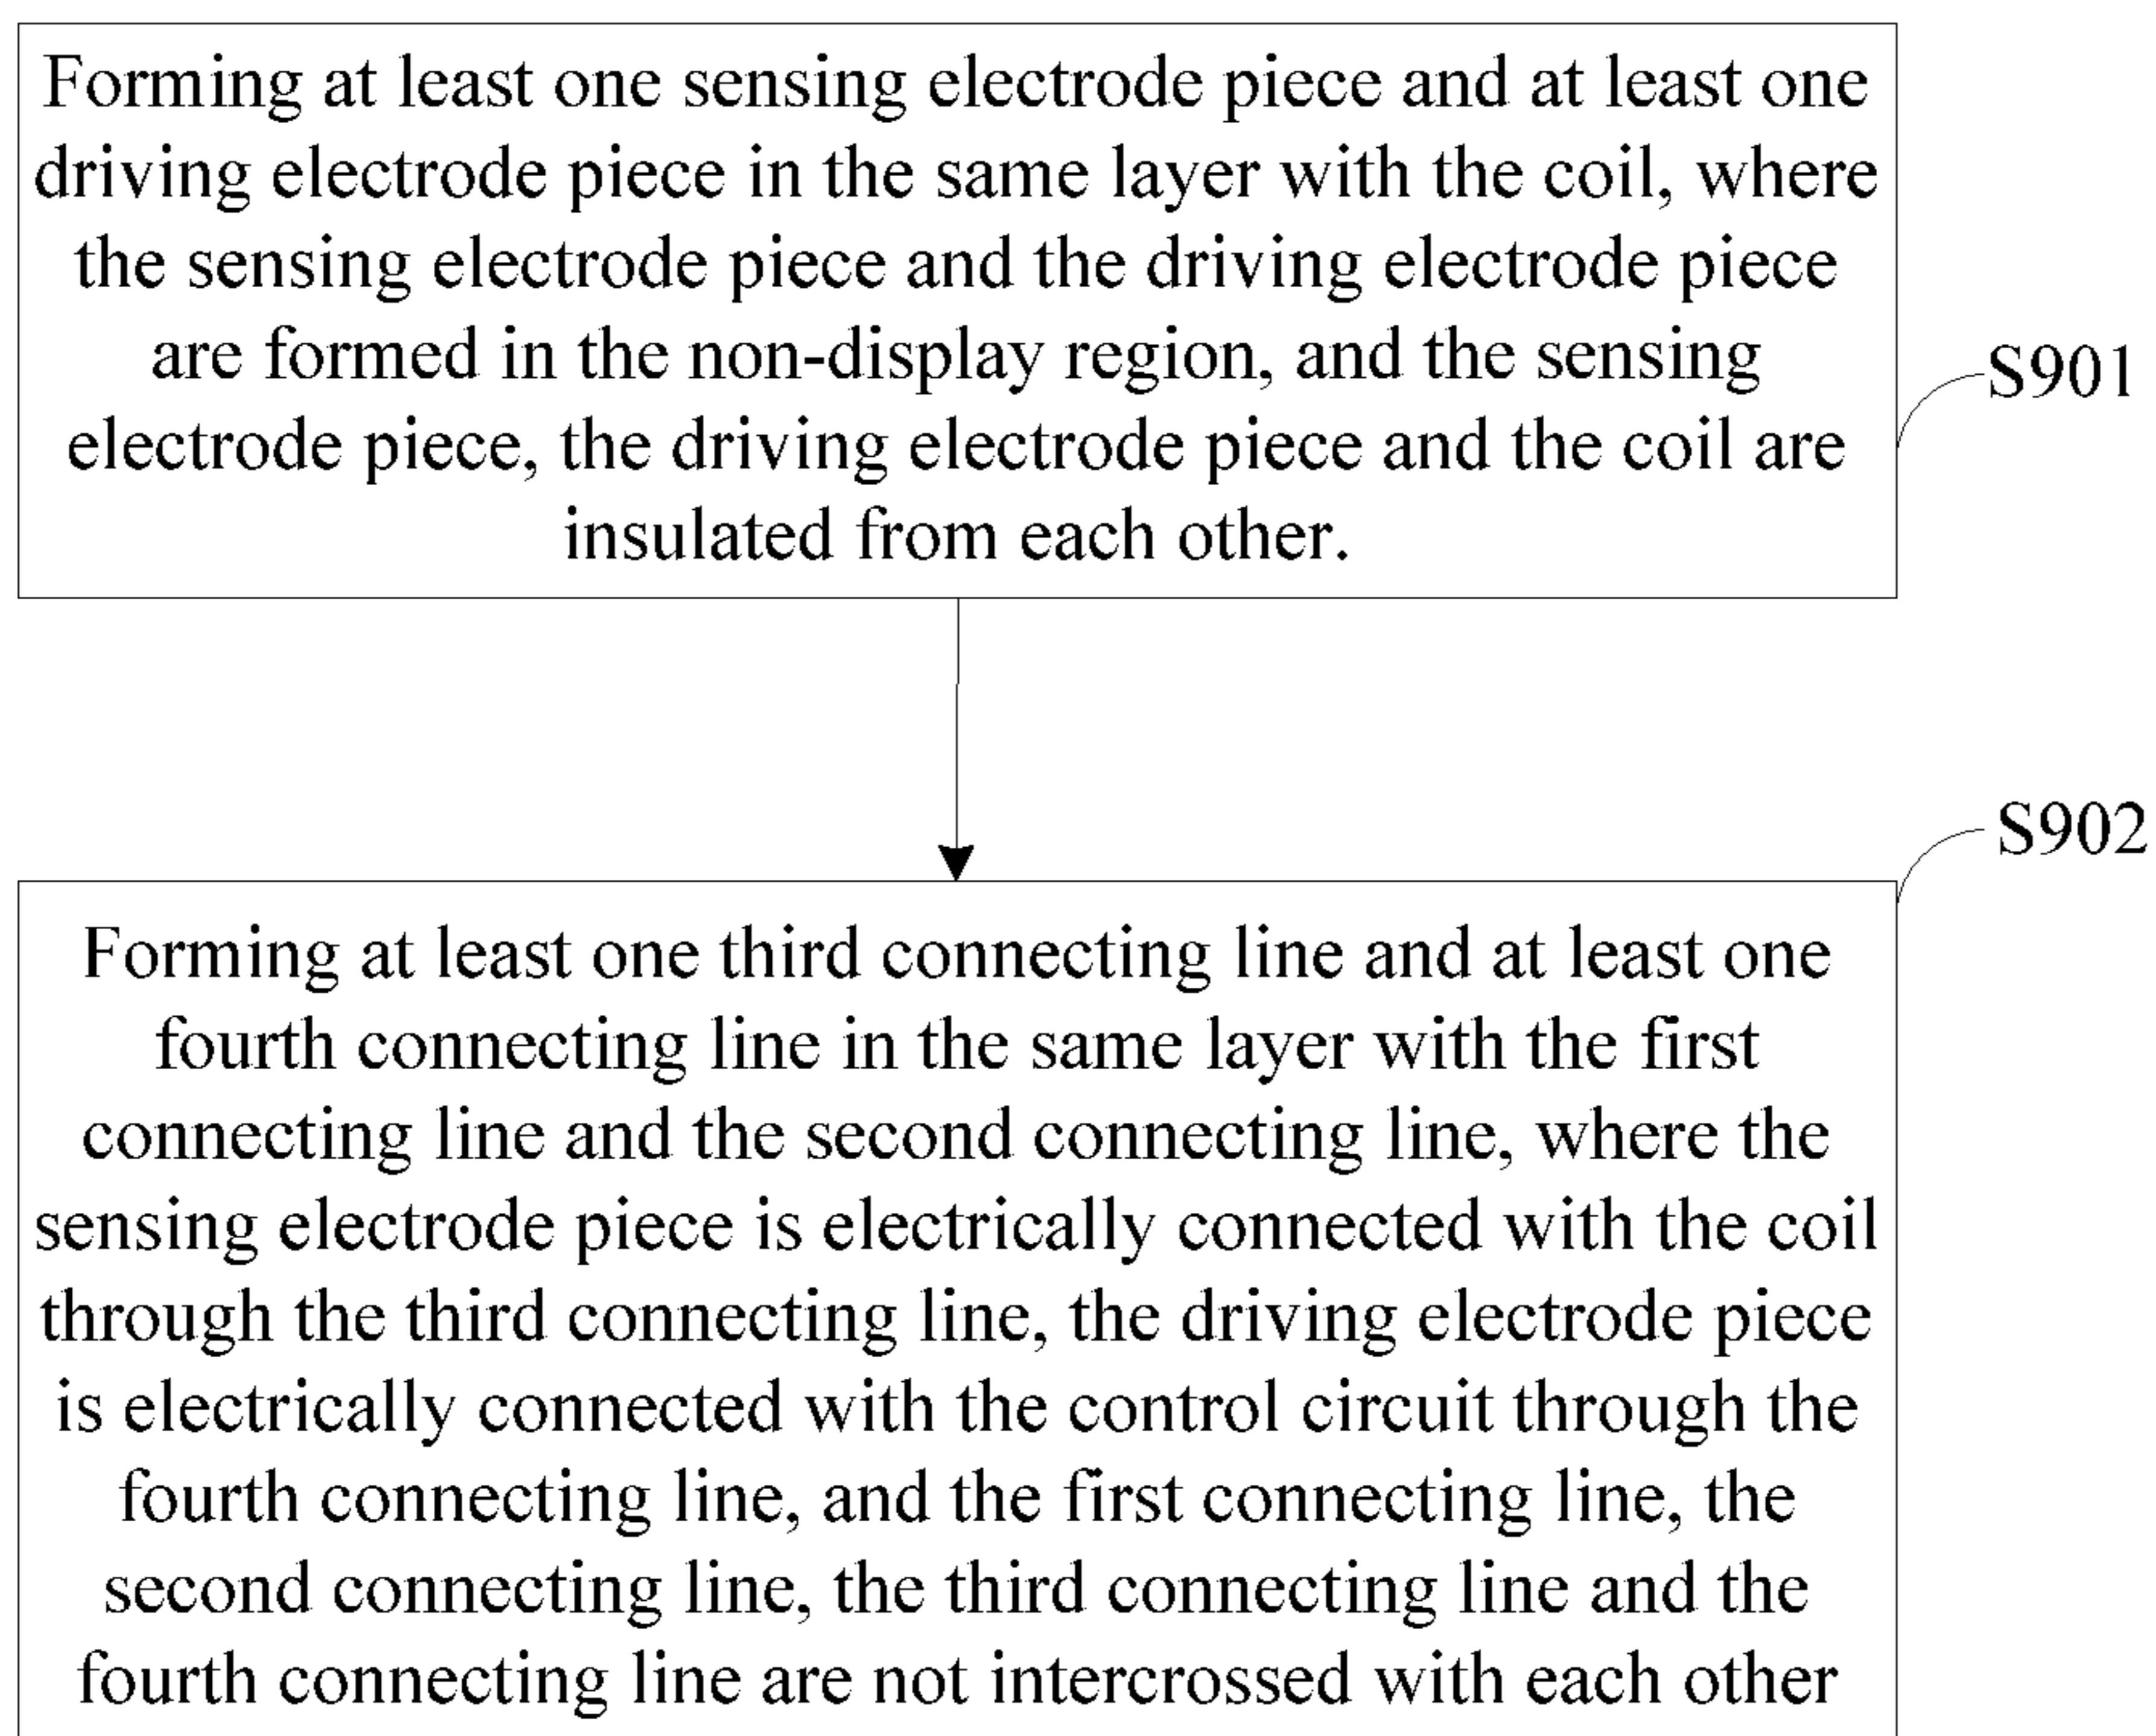 Forming at least one sensing electrode piece and at least one
driving electrode piece in the same layer with the coil, where
the sensing electrode piece and the driving electrode piece
are formed in the non-display region, and the sensing
electrode piece, the driving electrode piece and the coil are
insulated from each other.
S901
S902
Forming at least one third connecting line and at least one
fourth connecting line in the same layer with the first
connecting line and the second connecting line, where the
sensing electrode piece is electrically connected with the coil
through the third connecting line, the driving electrode piece
is electrically connected with the control circuit through the
fourth connecting line, and the first connecting line, the
second connecting line, the third connecting line and the
fourth connecting line are not intercrossed with each other